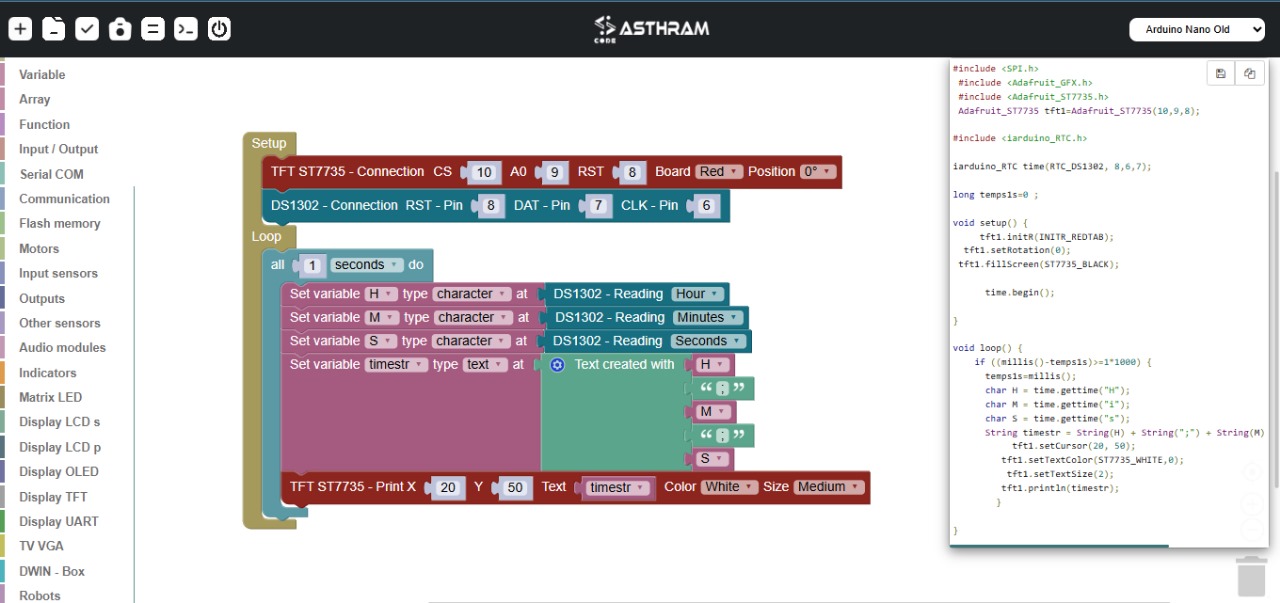 CODE ASTHRAM
Arduino Nano Old
Variable
Array
Function
Input / Output
Serial COM
Communication
Flash memory
Motors
Input sensors
Outputs
Other sensors
Audio modules
Indicators
Matrix LED
Display LCD s
Display LCD p
Display OLED
Display TFT
Display UART
TV VGA
DWIN - Box
Robots
Setup
TFT ST7735 - Connection CS 10 A0 9 RST 8 Board Red Position 0°
DS1302 - Connection RST - Pin 8 DAT - Pin 7 CLK - Pin 6
Loop
all 1 seconds do
Set variable H type character at DS1302 - Reading Hour
Set variable M type character at DS1302 - Reading Minutes
Set variable S type character at DS1302 - Reading Seconds
Set variable timestr type text at Text created with H
“ ; ”
M
“ ; ”
S
TFT ST7735 - Print X 20 Y 50 Text timestr Color White Size Medium
#include <SPI.h>
#include <Adafruit_GFX.h>
#include <Adafruit_ST7735.h>
Adafruit_ST7735 tft1=Adafruit_ST7735(10,9,8);
#include <iarduino_RTC.h>
iarduino_RTC time(RTC_DS1302, 8,6,7);
long temps1s=0 ;
void setup() {
tft1.initR(INITR_REDTAB);
tft1.setRotation(0);
tft1.fillScreen(ST7735_BLACK);
time.begin();
}
void loop() {
if ((millis()-temps1s)>=1*1000) {
temps1s=millis();
char H = time.gettime("H");
char M = time.gettime("i");
char S = time.gettime("s");
String timestr = String(H) + String(";") + String(M)
tft1.setCursor(20, 50);
tft1.setTextColor(ST7735_WHITE,0);
tft1.setTextSize(2);
tft1.println(timestr);
}
}